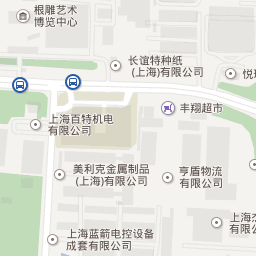 根雕艺术
博览中心
长谊特种纸
(上海)有限公司
丰翔超市
上海百特机电
有限公司
美利克金属制品
(上海)有限公司
亨盾物流
有限公司
上海蓝箭电控设备
成套有限公司
上海杰
有